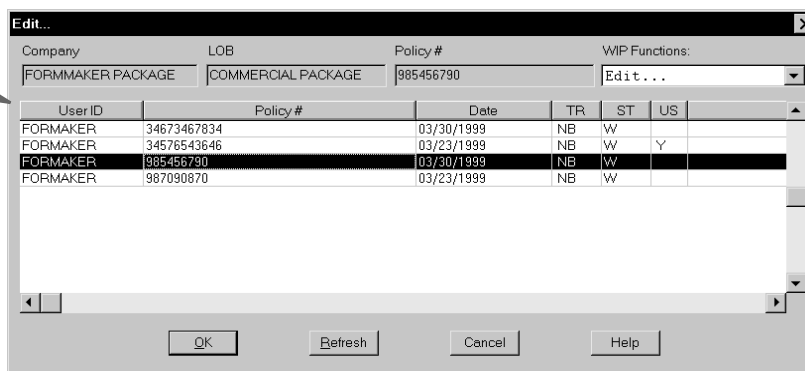 Edit...
Company LOB Policy # WIP Functions:
FORMMAKER PACKAGE COMMERCIAL PACKAGE 985456790 Edit...
User ID Policy # Date TR ST US
FORMAKER 34673467834 03/30/1999 NB W
FORMAKER 34576543646 03/23/1999 NB W Y
FORMAKER 985456790 03/30/1999 NB W
FORMAKER 987090870 03/23/1999 NB W
OK Refresh Cancel Help